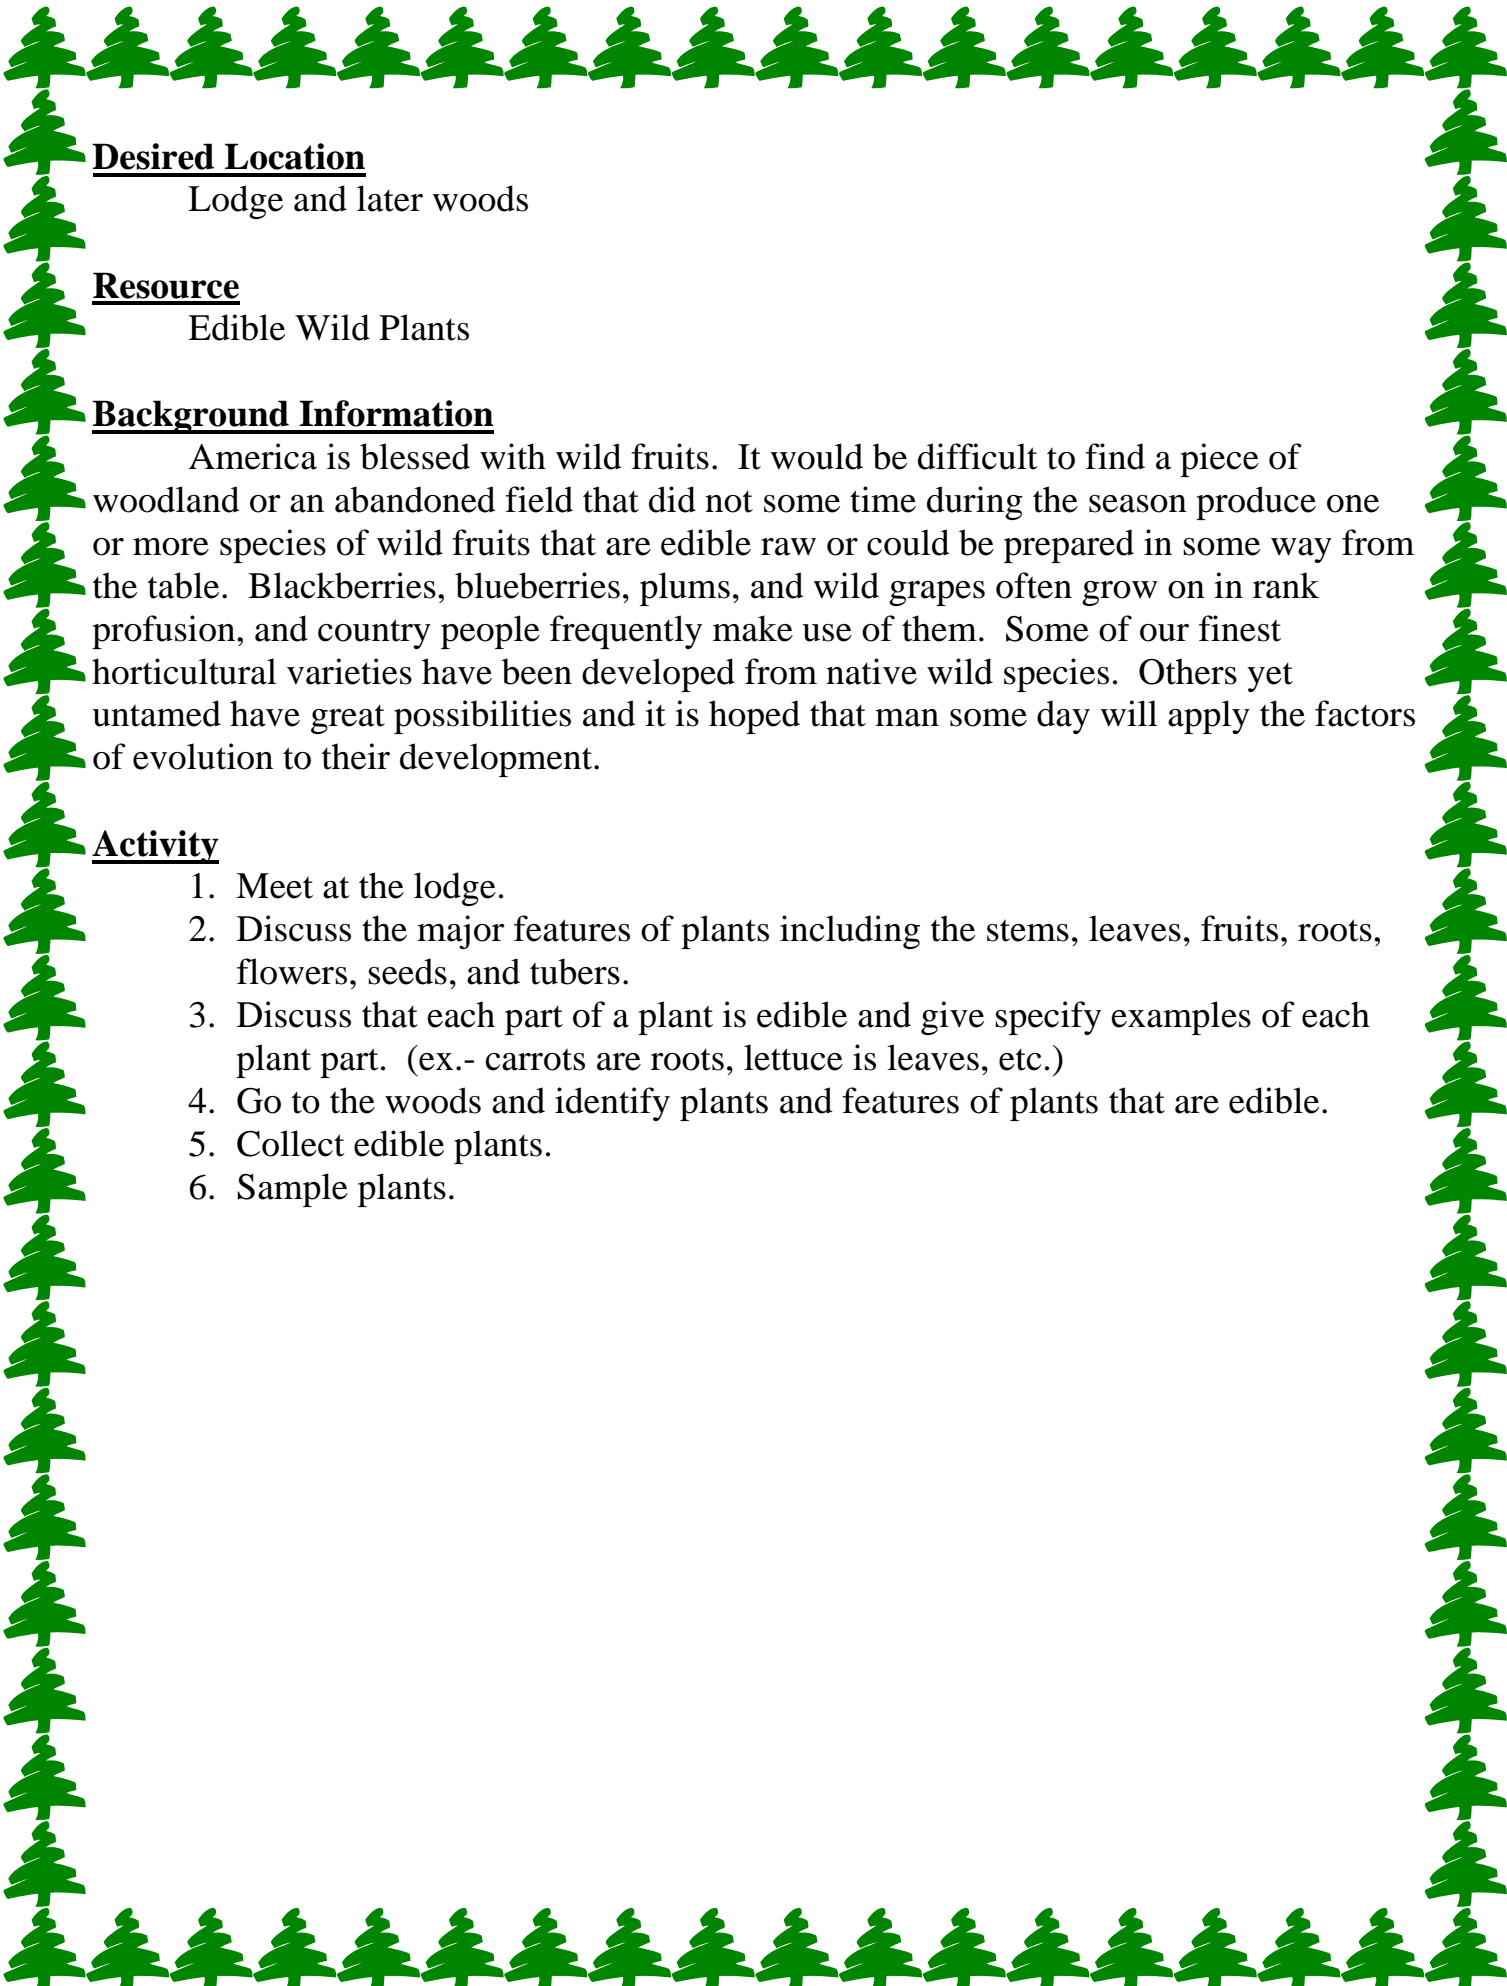 Desired Location
Lodge and later woods
Resource
Edible Wild Plants
Background Information
America is blessed with wild fruits.  It would be difficult to find a piece of
woodland or an abandoned field that did not some time during the season produce one
or more species of wild fruits that are edible raw or could be prepared in some way from
the table.  Blackberries, blueberries, plums, and wild grapes often grow on in rank
profusion, and country people frequently make use of them.  Some of our finest
horticultural varieties have been developed from native wild species.  Others yet
untamed have great possibilities and it is hoped that man some day will apply the factors
of evolution to their development.
Activity
1. Meet at the lodge.
2. Discuss the major features of plants including the stems, leaves, fruits, roots,
flowers, seeds, and tubers.
3. Discuss that each part of a plant is edible and give specify examples of each
plant part.  (ex.- carrots are roots, lettuce is leaves, etc.)
4. Go to the woods and identify plants and features of plants that are edible.
5. Collect edible plants.
6. Sample plants.